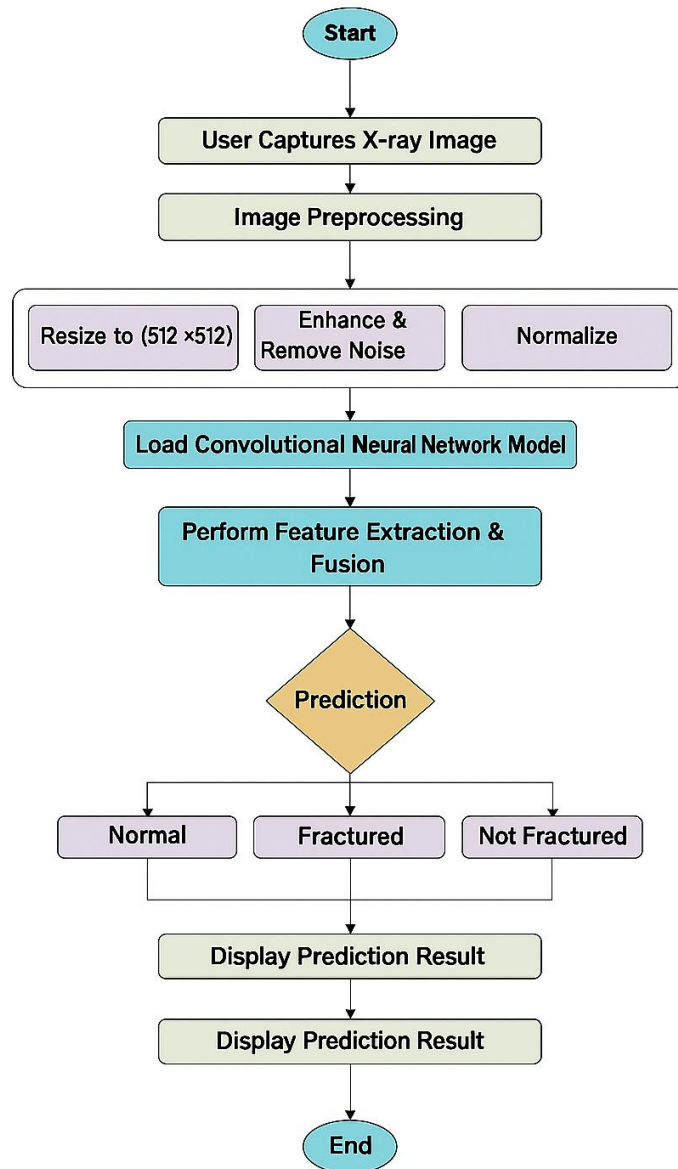 Start
User Captures X-ray Image
Image Preprocessing
Resize to (512 ×512)
Enhance &
Remove Noise
Normalize
Load Convolutional Neural Network Model
Perform Feature Extraction &
Fusion
Prediction
Normal
Fractured
Not Fractured
Display Prediction Result
Display Prediction Result
End